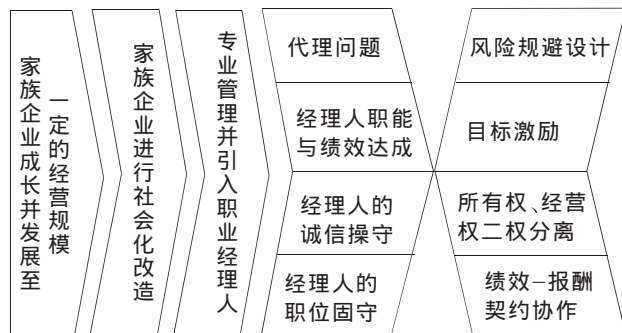 家族企业成长并发展至
一定的经营规模
家族企业进行社会化改造
专业管理并引入职业经理人
代理问题
经理人职能
与绩效达成
经理人的
诚信操守
经理人的
职位固守
风险规避设计
目标激励
所有权、经营
权二权分离
绩效-报酬
契约协作